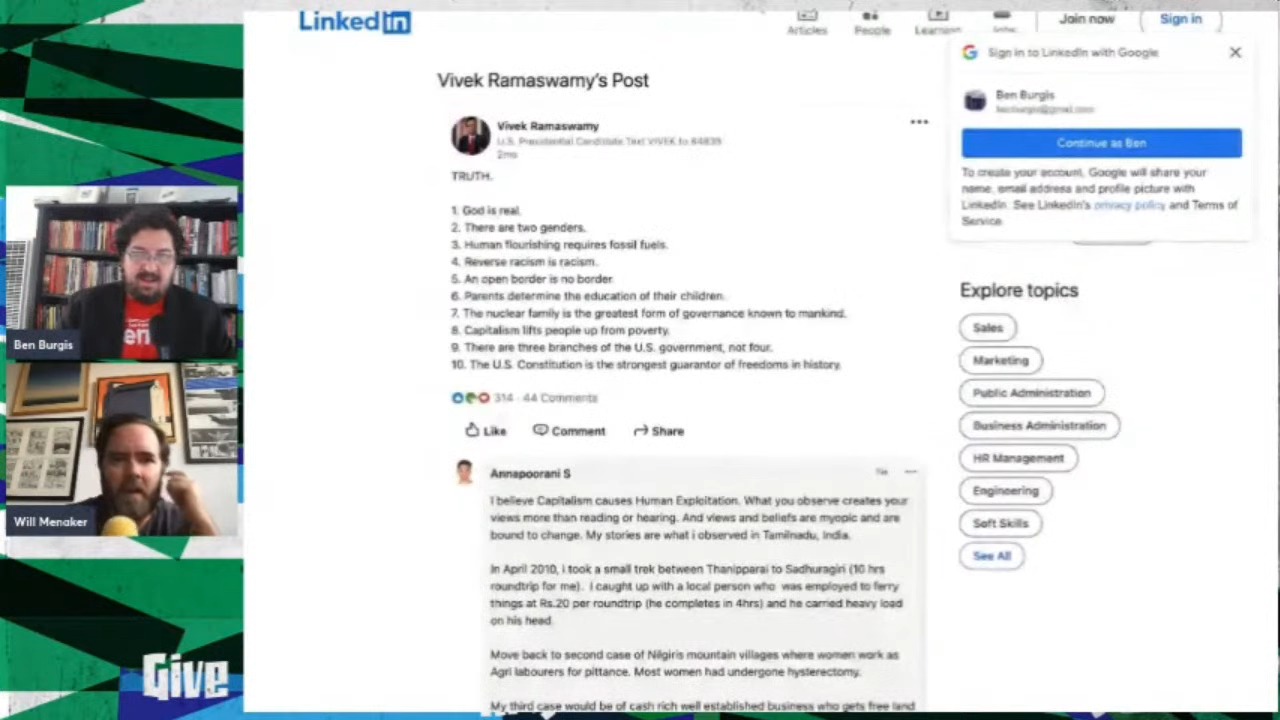 LinkedIn
Articles People Learning Jobs Join now Sign in
Sign in to LinkedIn with Google
Vivek Ramaswamy's Post
Ben Burgis
benburgis@gmail.com
Vivek Ramaswamy
U.S. Presidential Candidate Text VIVEK to 64839
2mo
Continue as Ben
To create your account, Google will share your
name, email address and profile picture with
LinkedIn. See LinkedIn's privacy policy and Terms of
Service.
TRUTH.
1. God is real.
2. There are two genders.
3. Human flourishing requires fossil fuels.
4. Reverse racism is racism.
5. An open border is no border.
6. Parents determine the education of their children.
7. The nuclear family is the greatest form of governance known to mankind.
8. Capitalism lifts people up from poverty.
9. There are three branches of the U.S. government, not four.
10. The U.S. Constitution is the strongest guarantor of freedoms in history.
314 · 44 Comments
Like Comment Share
Explore topics
Sales
Marketing
Public Administration
Business Administration
HR Management
Engineering
Soft Skills
See All
Annapoorani S
I believe Capitalism causes Human Exploitation. What you observe creates your
views more than reading or hearing. And views and beliefs are myopic and are
bound to change. My stories are what i observed in Tamilnadu, India.
In April 2010, i took a small trek between Thanipparai to Sadhuragiri (10 hrs
roundtrip for me). I caught up with a local person who was employed to ferry
things at Rs.20 per roundtrip (he completes in 4hrs) and he carried heavy load
on his head.
Move back to second case of Nilgiris mountain villages where women work as
Agri labourers for pittance. Most women had undergone hysterectomy.
My third case would be of cash rich well established business who gets free land
Ben Burgis
Will Menaker
Give